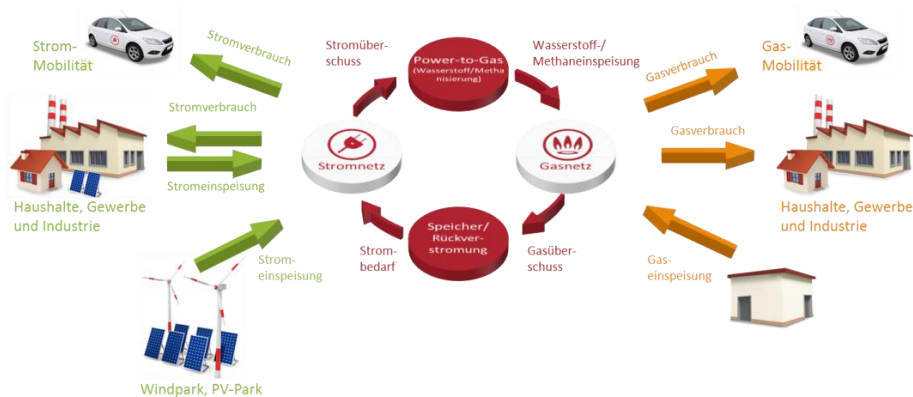 Strom-
Mobilität
Stromverbrauch
Stromüber-
schuss
Power-to-Gas
(Wasserstoff/Metha
nisierung)
Wasserstoff-/
Methaneinspeisung
Gasverbrauch
Gas-
Mobilität
Stromverbrauch
Stromeinspeisung
Haushalte, Gewerbe
und Industrie
Stromnetz
Gasnetz
Gasverbrauch
Haushalte, Gewerbe
und Industrie
Strom-
einspeisung
Strom-
bedarf
Speicher/
Rückver-
stromung
Gasüber-
schuss
Gas-
einspeisung
Windpark, PV-Park